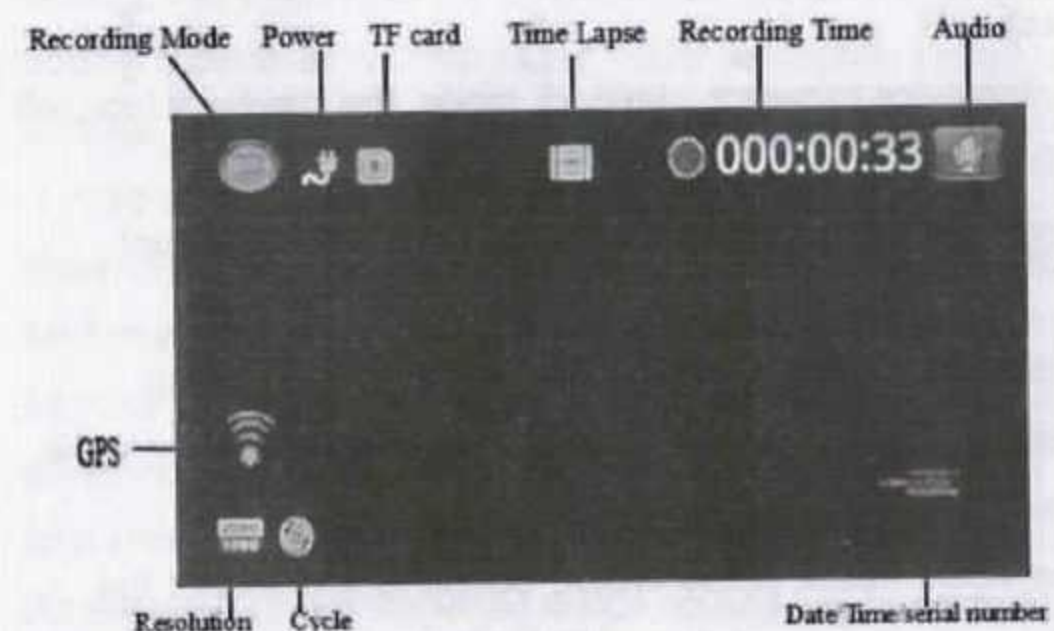 Recording Mode Power TF card Time Lapse Recording Time Audio
000:00:33
GPS
Resolution Cycle Date/Time/serial number